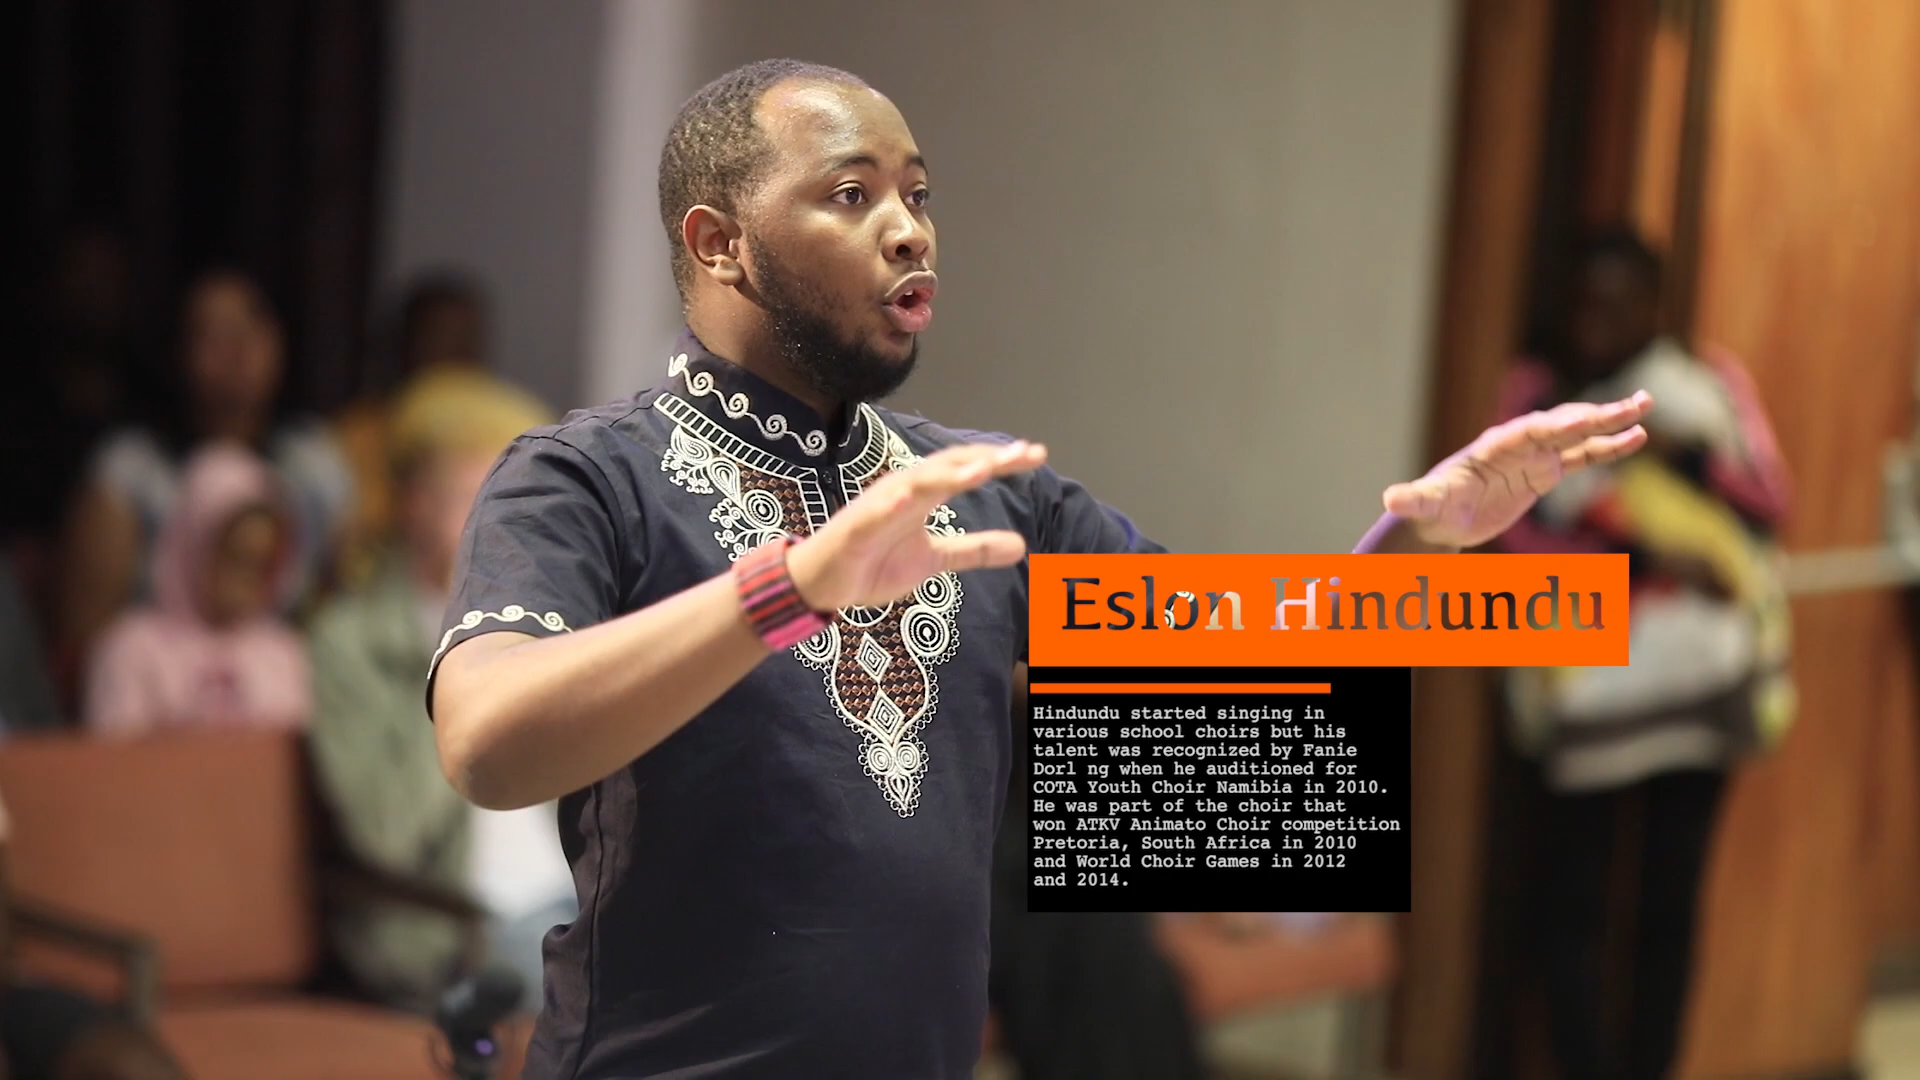 Eslon Hindundu
Hindundu started singing in
various school choirs but his
talent was recognized by Fanie
Dorl ng when he auditioned for
COTA Youth Choir Namibia in 2010.
He was part of the choir that
won ATKV Animato Choir competition
Pretoria, South Africa in 2010
and World Choir Games in 2012
and 2014.